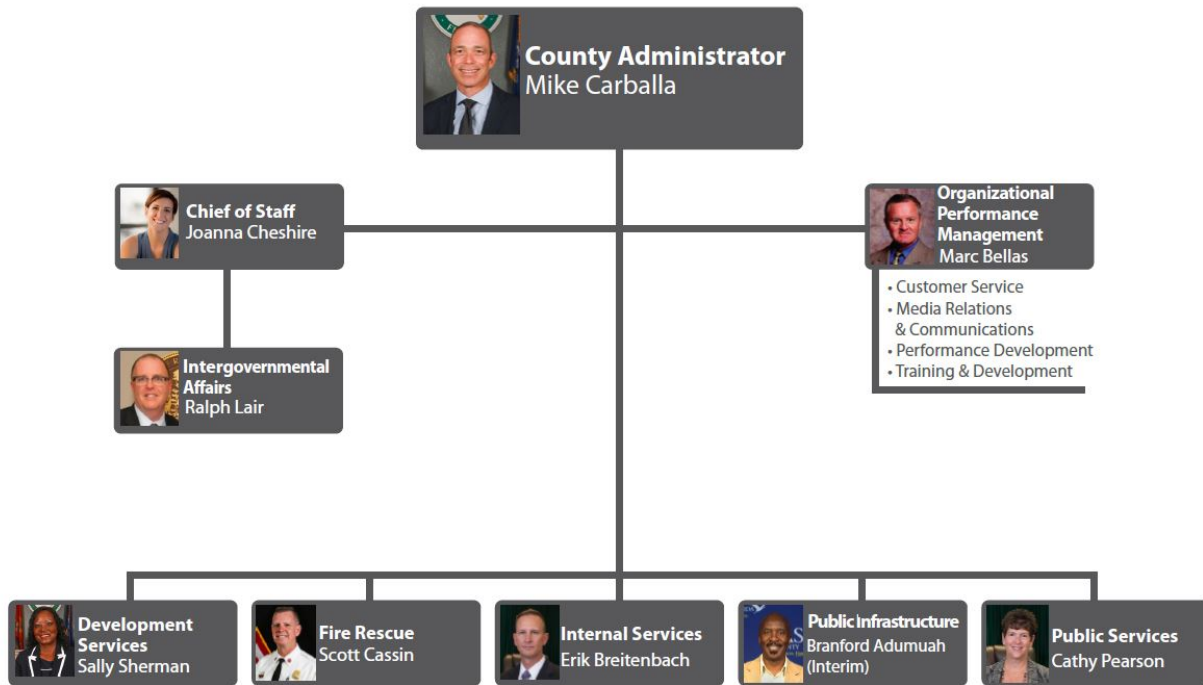 County Administrator
Mike Carballa
Chief of Staff
Joanna Cheshire
Organizational
Performance
Management
Marc Bellas
• Customer Service
• Media Relations
& Communications
• Performance Development
• Training & Development
Intergovernmental
Affairs
Ralph Lair
Development
Services
Sally Sherman
Fire Rescue
Scott Cassin
Internal Services
Erik Breitenbach
Public Infrastructure
Branford Adumuah
(Interim)
Public Services
Cathy Pearson